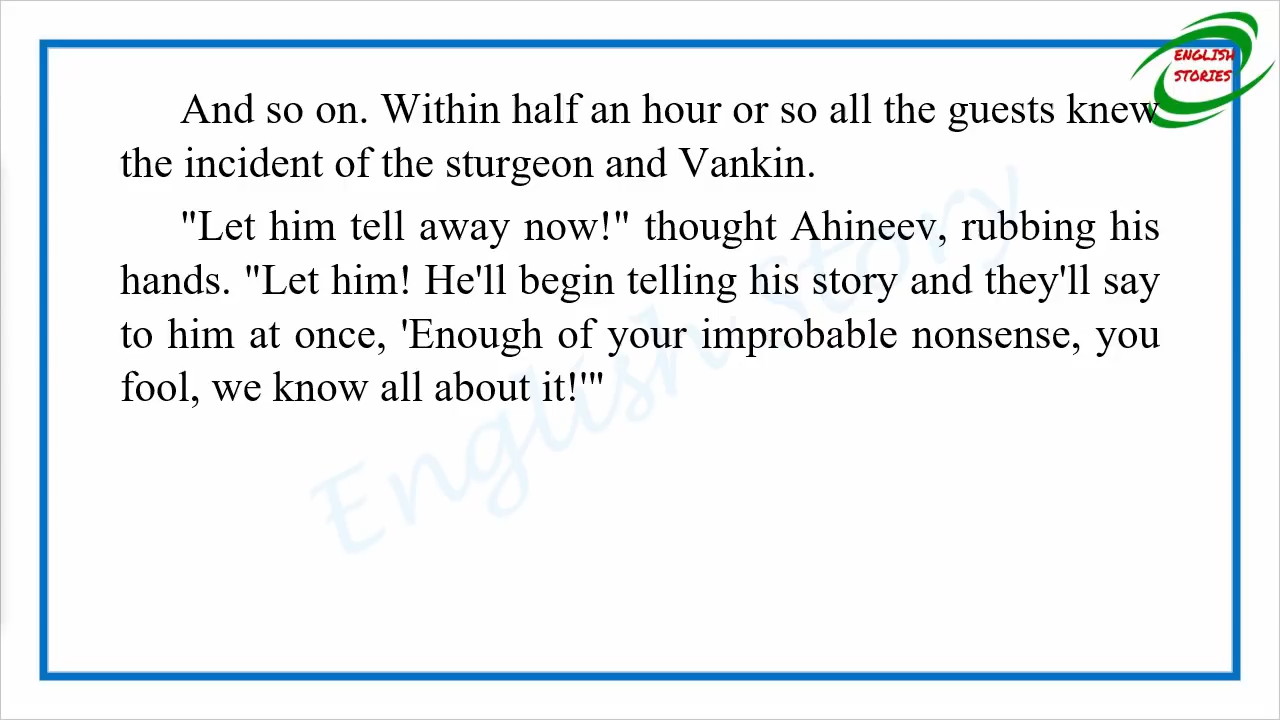 ENGLISH
STORIES
And so on. Within half an hour or so all the guests knew
the incident of the sturgeon and Vankin.
"Let him tell away now!" thought Ahineev, rubbing his
hands. "Let him! He'll begin telling his story and they'll say
to him at once, 'Enough of your improbable nonsense, you
fool, we know all about it!'"
English Story